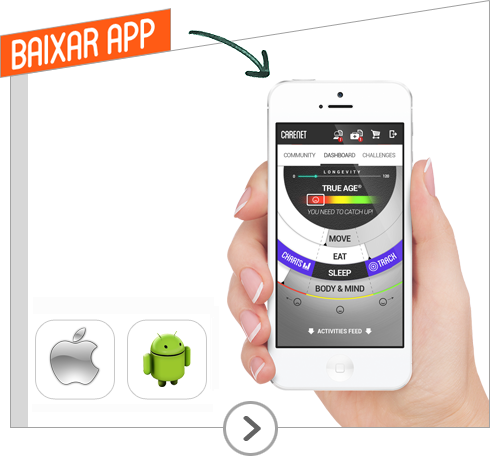 BAIXAR APP
CARENET
COMMUNITY DASHBOARD CHALLENGES
LONGEVITY
0 120
TRUE AGE®
YOU NEED TO CATCH UP!
MOVE
EAT
CHARTS
TRACK
SLEEP
BODY & MIND
ACTIVITIES FEED